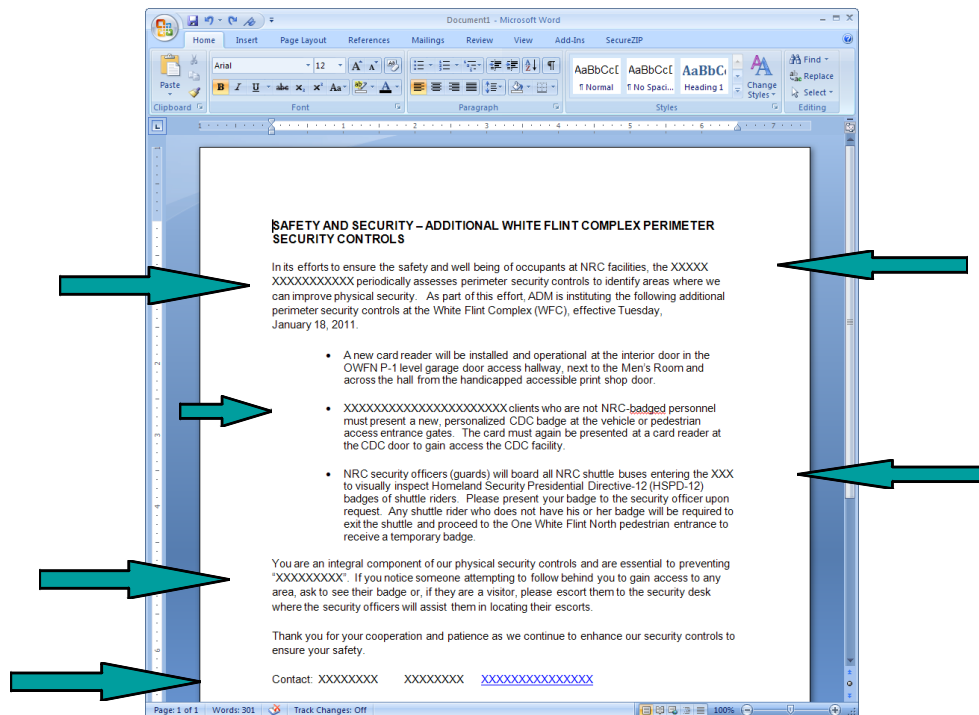 Document1 - Microsoft Word
Home Insert Page Layout References Mailings Review View Add-Ins SecureZIP
Arial 12 AaBbCcI AaBbCcI AaBbC Find
Paste Normal No Spaci... Heading 1 Change Styles Replace
Select
Clipboard Font Paragraph Styles Editing
SAFETY AND SECURITY – ADDITIONAL WHITE FLINT COMPLEX PERIMETER
SECURITY CONTROLS
In its efforts to ensure the safety and well being of occupants at NRC facilities, the XXXXX
XXXXXXXXXXX periodically assesses perimeter security controls to identify areas where we
can improve physical security. As part of this effort, ADM is instituting the following additional
perimeter security controls at the White Flint Complex (WFC), effective Tuesday,
January 18, 2011.
• A new card reader will be installed and operational at the interior door in the
OWFN P-1 level garage door access hallway, next to the Men's Room and
across the hall from the handicapped accessible print shop door.
• XXXXXXXXXXXXXXXXXXXXXX clients who are not NRC-badged personnel
must present a new, personalized CDC badge at the vehicle or pedestrian
access entrance gates. The card must again be presented at a card reader at
the CDC door to gain access the CDC facility.
• NRC security officers (guards) will board all NRC shuttle buses entering the XXX
to visually inspect Homeland Security Presidential Directive-12 (HSPD-12)
badges of shuttle riders. Please present your badge to the security officer upon
request. Any shuttle rider who does not have his or her badge will be required to
exit the shuttle and proceed to the One White Flint North pedestrian entrance to
receive a temporary badge.
You are an integral component of our physical security controls and are essential to preventing
“XXXXXXXXX”. If you notice someone attempting to follow behind you to gain access to any
area, ask to see their badge or, if they are a visitor, please escort them to the security desk
where the security officers will assist them in locating their escorts.
Thank you for your cooperation and patience as we continue to enhance our security controls to
ensure your safety.
Contact: XXXXXXXX XXXXXXXX XXXXXXXXXXXXXXX
Page: 1 of 1 Words: 301 Track Changes: Off 100%